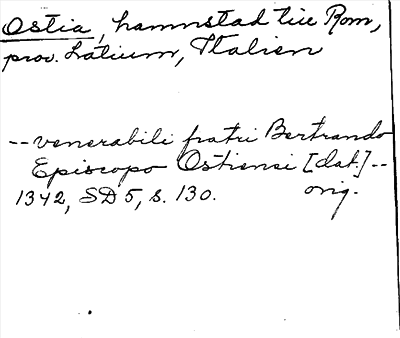 Ostia, hamnstad till Rom,
prov. Latium, Italien
-- venerabili fratri Bertrando
Episcopo Ostiensi [dat.] --
1342, SD 5, s. 130. orig.